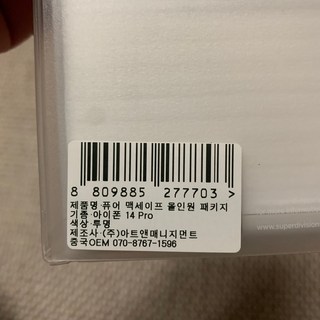 8 809885 277703 >
제품명 퓨어 맥세이프 올인원 패키지
기종 아이폰 14 Pro
색상 투명
제조사 (주)아트앤매니지먼트
중국OEM 070-8767-1596